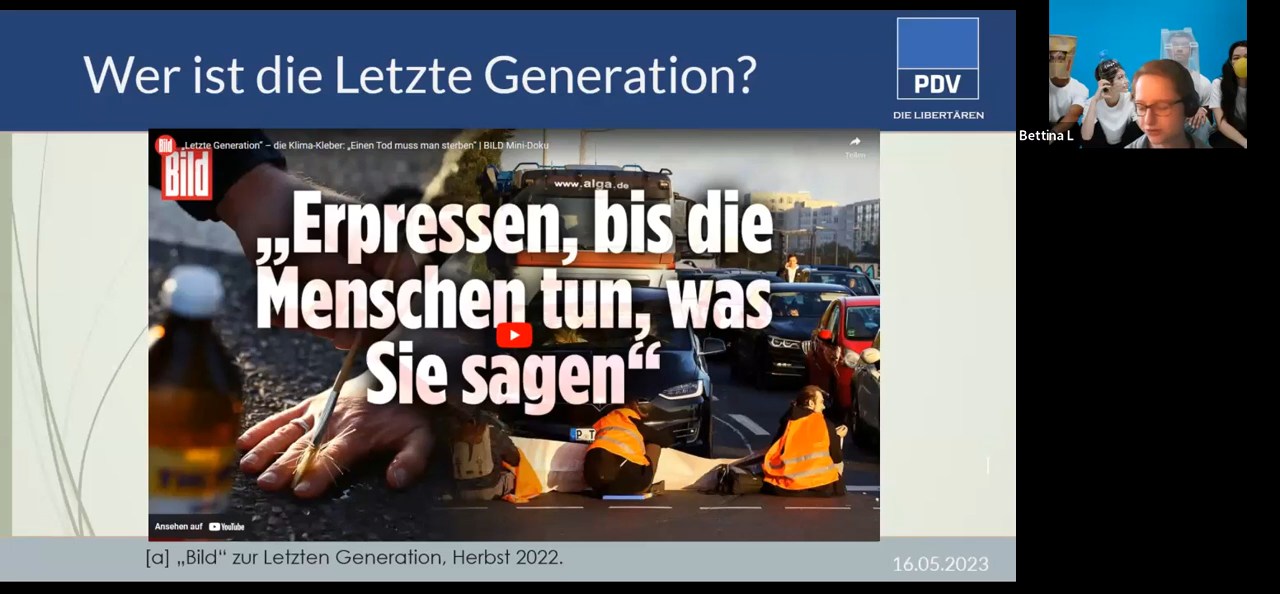 Wer ist die Letzte Generation?
PDV
DIE LIBERTÄREN
Bettina L
Bild
„Letzte Generation“ – die Klima-Kleber: „Einen Tod muss man sterben“ | BILD Mini-Doku
Teilen
Bild
www.alga.de
„Erpressen, bis die
Menschen tun, was
Sie sagen“
Ansehen auf YouTube
[a] „Bild“ zur Letzten Generation, Herbst 2022.
16.05.2023